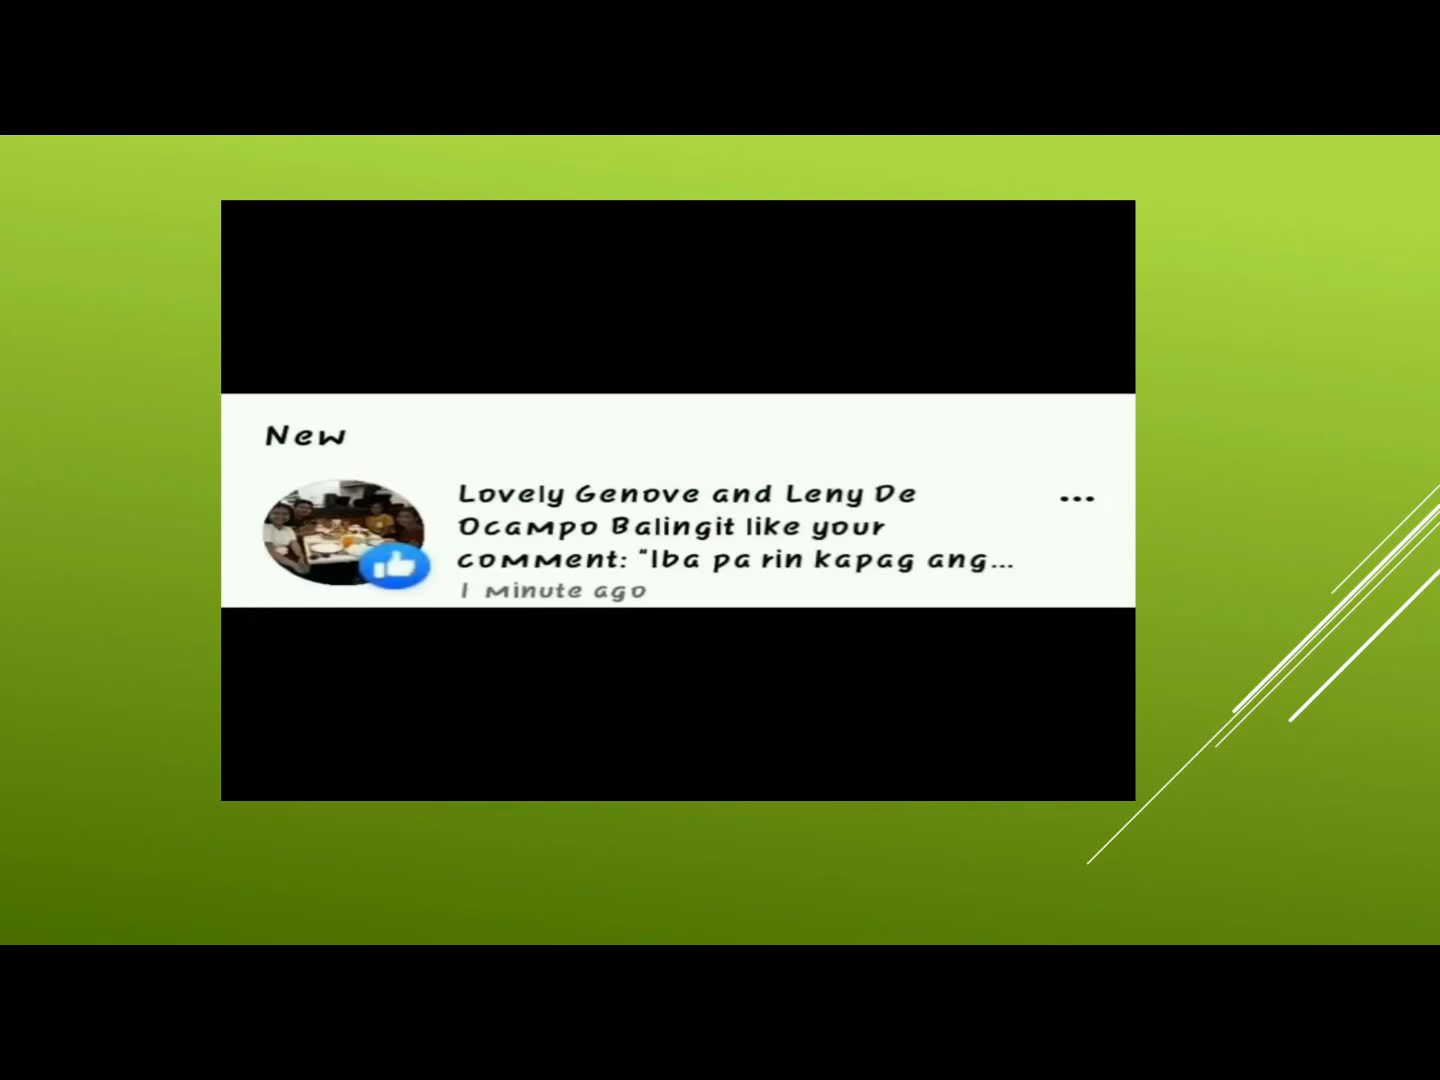 New
Lovely Genove and Leny De
Ocampo Balingit like your
comment: "Iba pa rin kapag ang...
1 minute ago